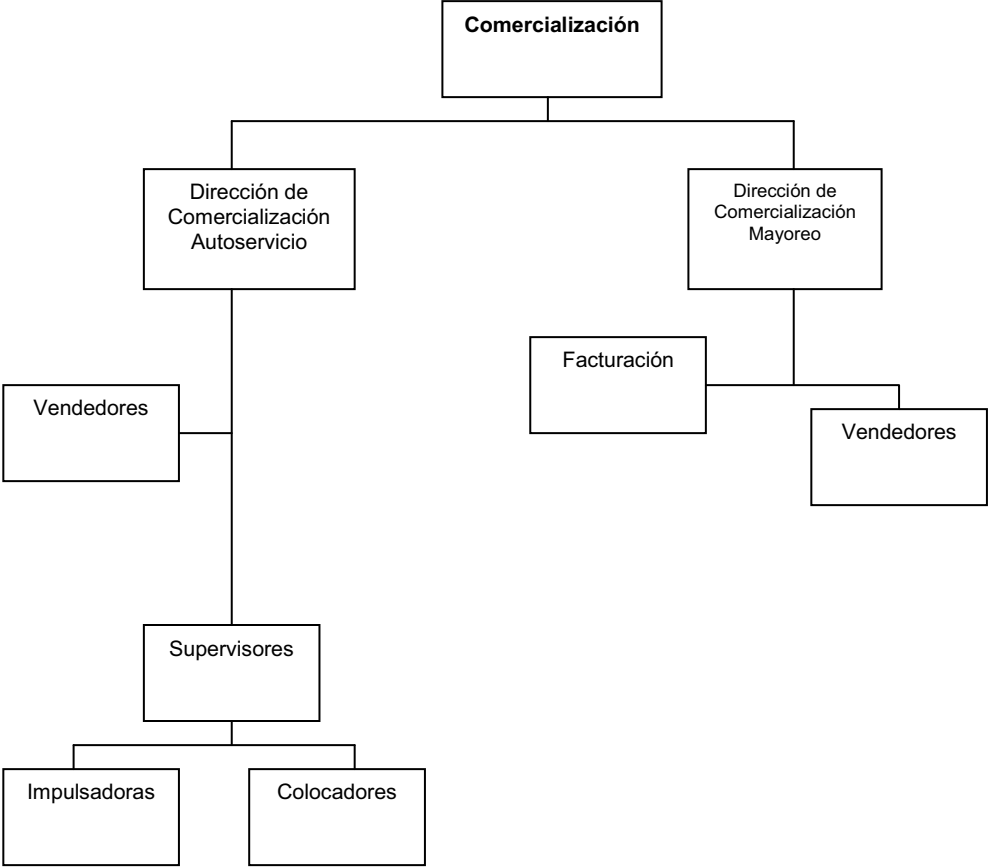 Comercialización
Dirección de
Comercialización
Autoservicio
Dirección de
Comercialización
Mayoreo
Facturación
Vendedores
Vendedores
Supervisores
Impulsadoras
Colocadores